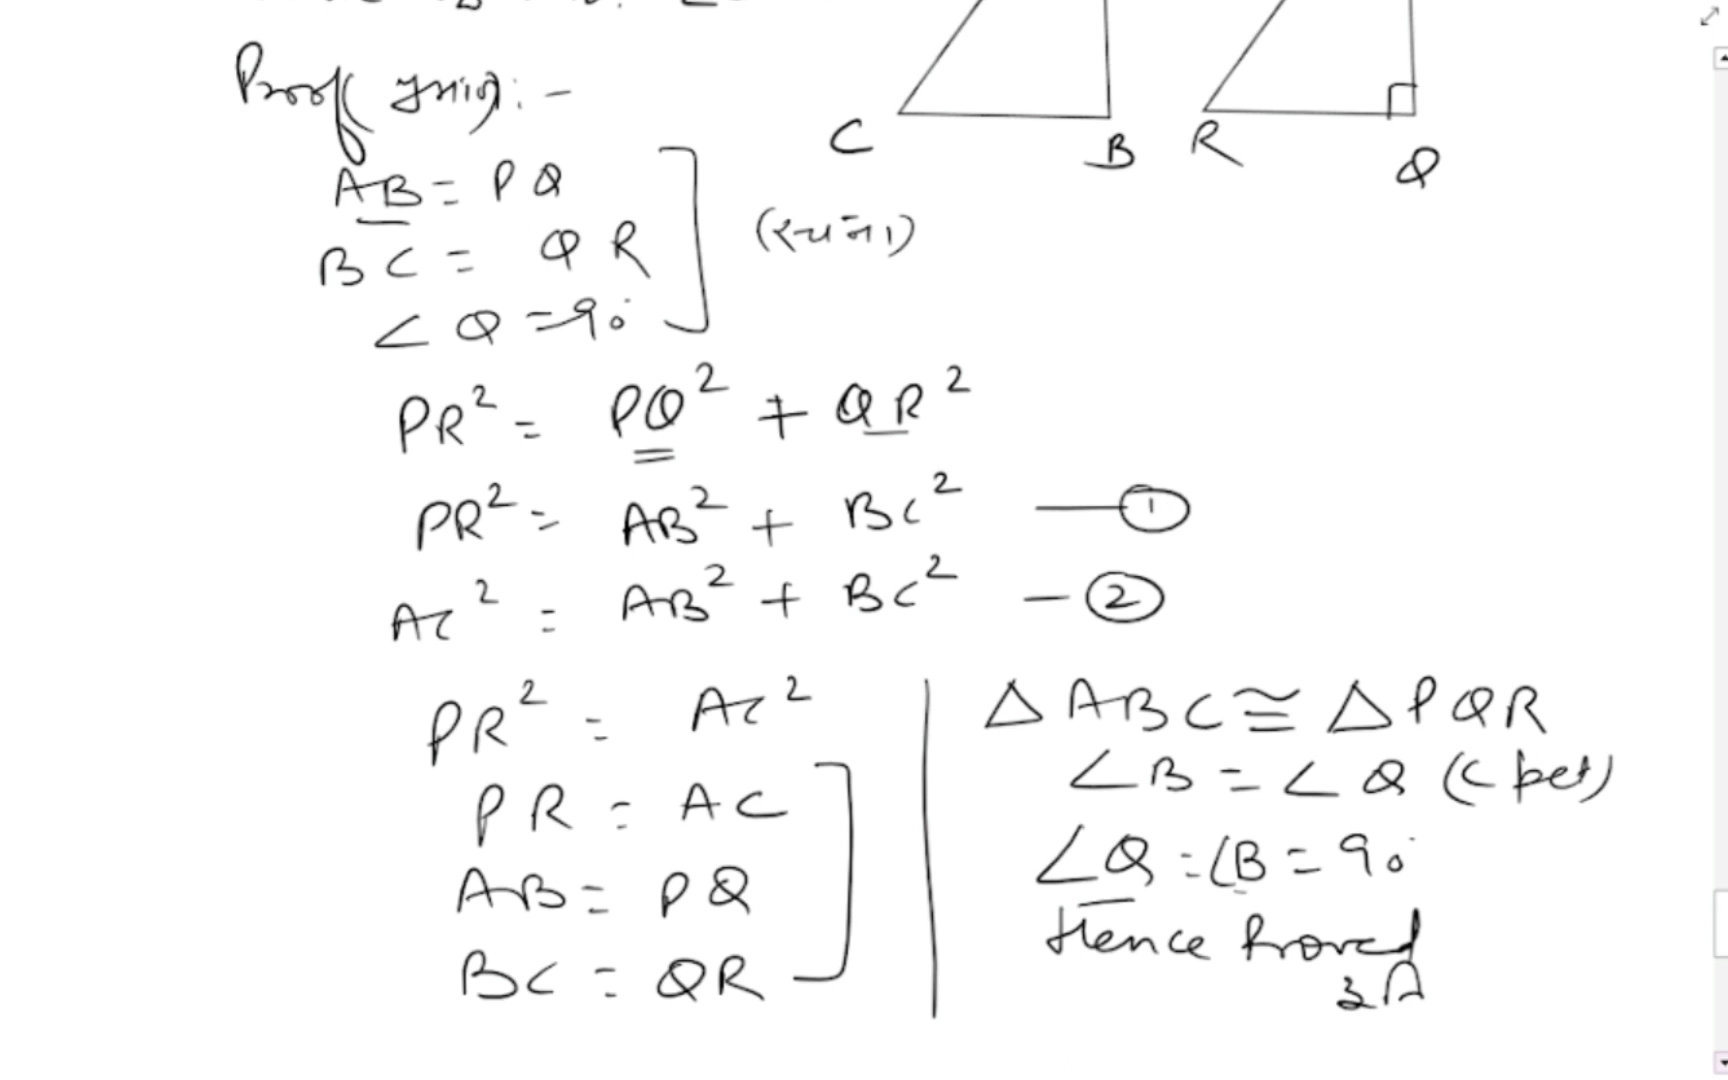 Proof
C B R Q
AB = PQ
BC = QR (रचना)
∠Q = 90°
PR² = PQ² + QR²
PR² = AB² + BC² — ①
AC² = AB² + BC² — ②
PR² = AC²
PR = AC
AB = PQ
BC = QR
△ABC ≅ △PQR
∠B = ∠Q (cpct)
∠Q = ∠B = 90°
Hence Proved